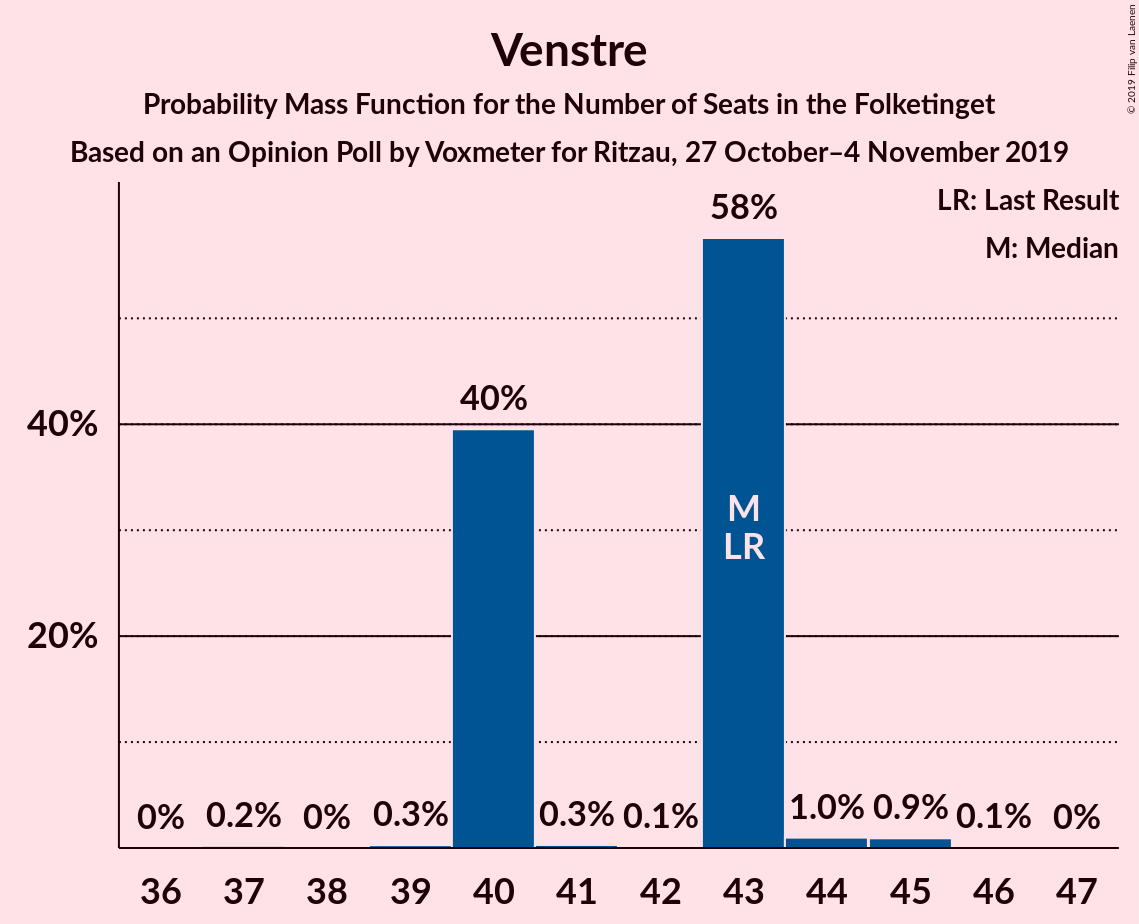 Venstre
Probability Mass Function for the Number of Seats in the Folketinget
Based on an Opinion Poll by Voxmeter for Ritzau, 27 October–4 November 2019
© 2019 Filip van Laenen
LR: Last Result
M: Median
58%
40%
40%
M
LR
20%
0% 0.2% 0% 0.3% 0.3% 0.1% 1.0% 0.9% 0.1% 0%
36 37 38 39 40 41 42 43 44 45 46 47